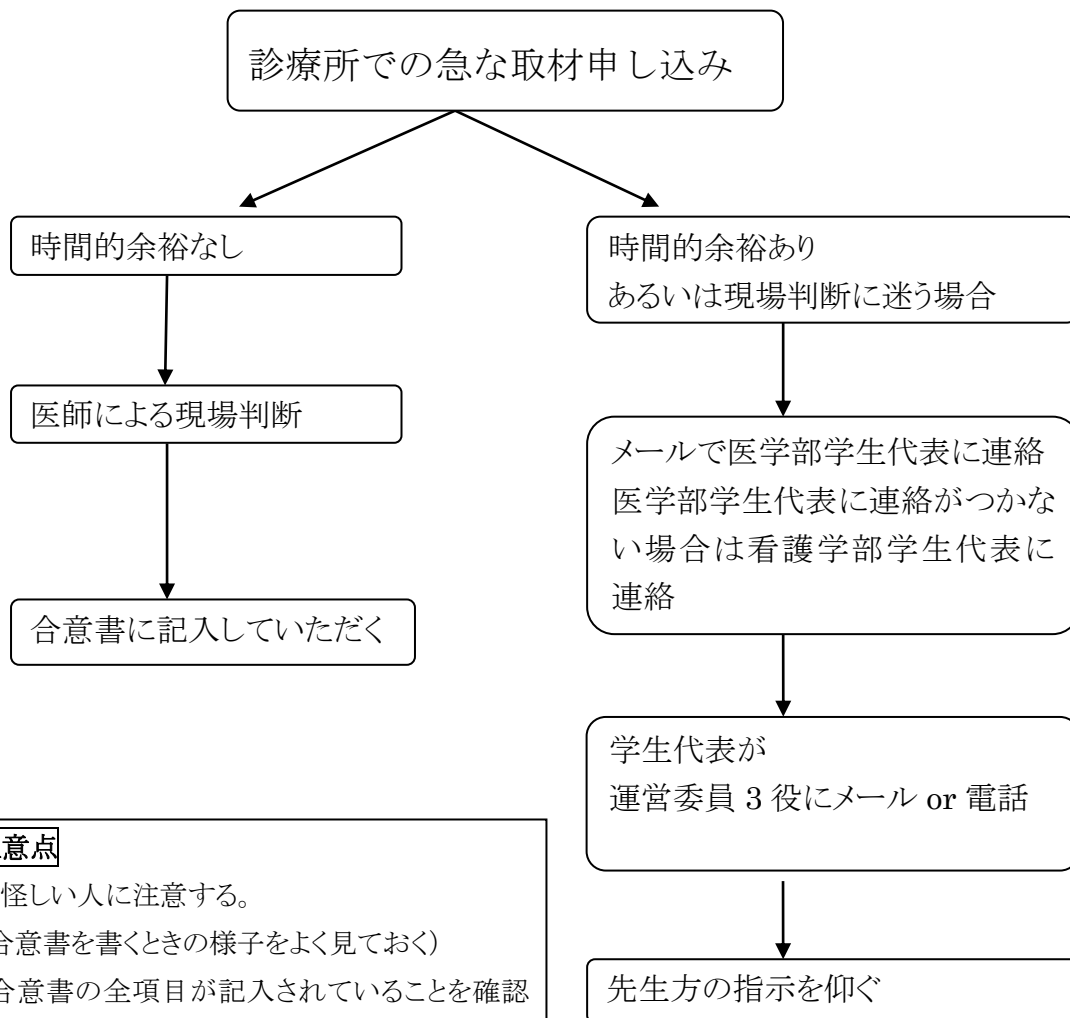 診療所での急な取材申し込み
時間的余裕なし
時間的余裕あり
あるいは現場判断に迷う場合
医師による現場判断
メールで医学部学生代表に連絡
医学部学生代表に連絡がつかな
い場合は看護学部学生代表に
連絡
合意書に記入していただく
学生代表が
運営委員 3 役にメール or 電話
意点
怪しい人に注意する。
合意書を書くときの様子をよく見ておく)
合意書の全項目が記入されていることを確認
先生方の指示を仰ぐ